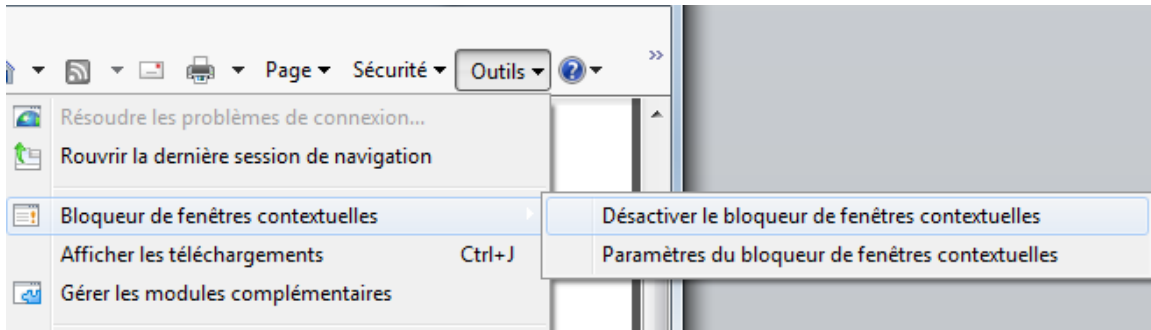 Page Sécurité Outils
Résoudre les problèmes de connexion...
Rouvrir la dernière session de navigation
Bloqueur de fenêtres contextuelles
Désactiver le bloqueur de fenêtres contextuelles
Afficher les téléchargements Ctrl+J
Paramètres du bloqueur de fenêtres contextuelles
Gérer les modules complémentaires